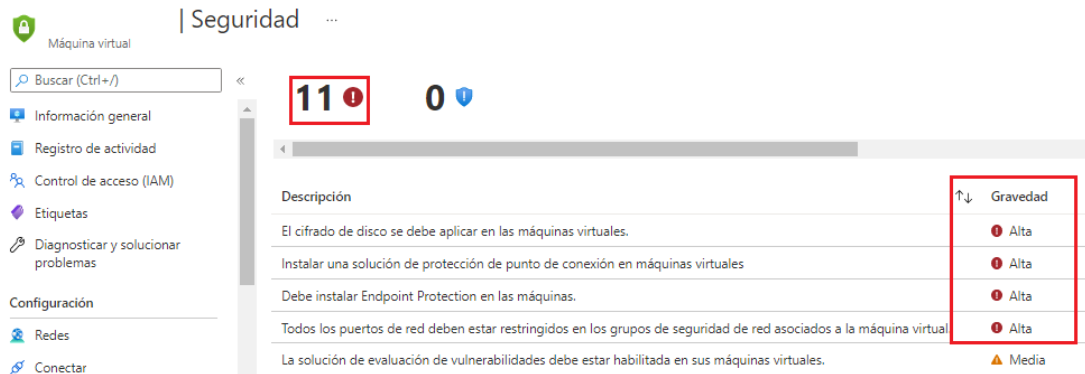 | Seguridad ...
Máquina virtual
Buscar (Ctrl+/)
«
Información general
Registro de actividad
Control de acceso (IAM)
Etiquetas
Diagnosticar y solucionar
problemas
Configuración
Redes
Conectar
11 0
Descripción ↑↓ Gravedad
El cifrado de disco se debe aplicar en las máquinas virtuales. Alta
Instalar una solución de protección de punto de conexión en máquinas virtuales Alta
Debe instalar Endpoint Protection en las máquinas. Alta
Todos los puertos de red deben estar restringidos en los grupos de seguridad de red asociados a la máquina virtual. Alta
La solución de evaluación de vulnerabilidades debe estar habilitada en sus máquinas virtuales. Media